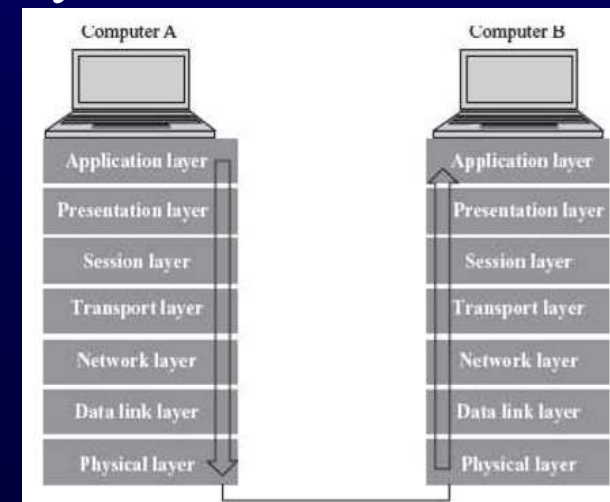 Computer A
Computer B
Application layer
Presentation layer
Session layer
Transport layer
Network layer
Data link layer
Physical layer
Application layer
Presentation layer
Session layer
Transport layer
Network layer
Data link layer
Physical layer